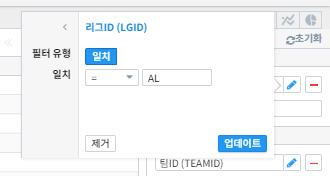 리그ID (LGID)
초기화
필터 유형
일치
일치
=
AL
제거
업데이트
팀ID (TEAMID)